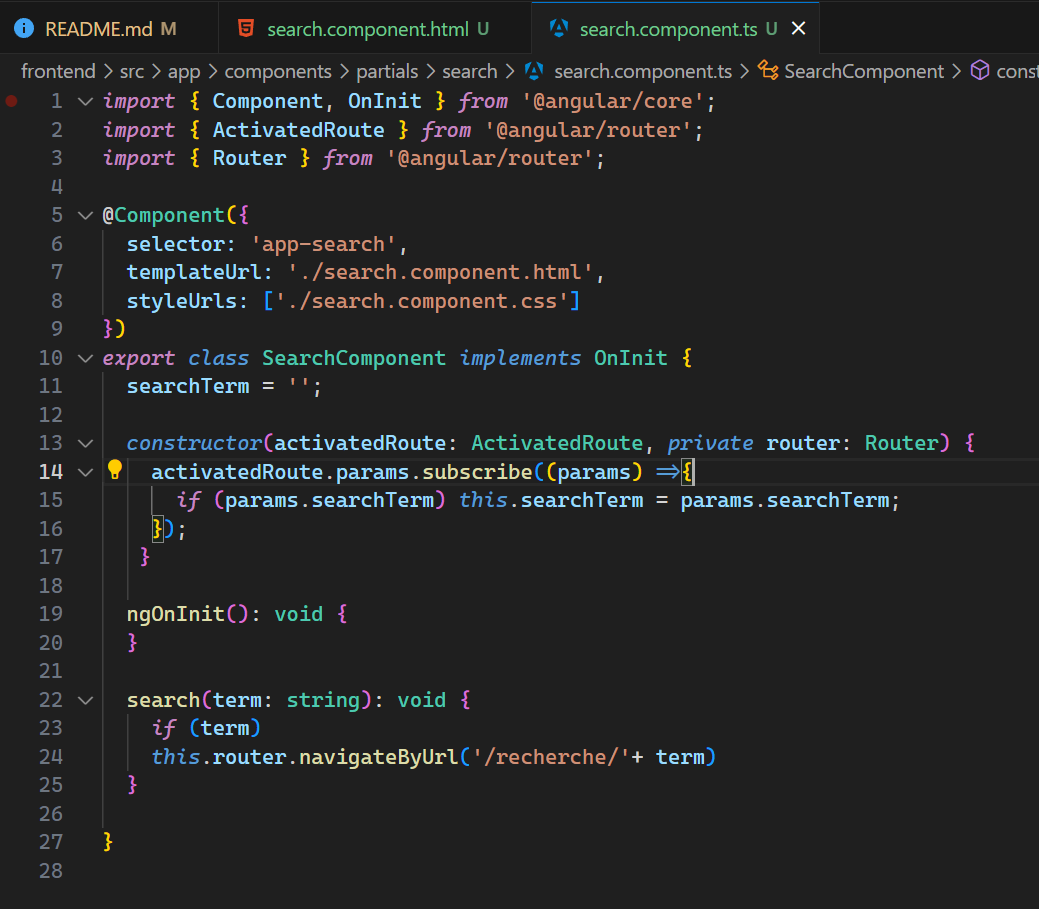 README.md M search.component.html U search.component.ts U
frontend > src > app > components > partials > search > search.component.ts > SearchComponent > const
1 import { Component, OnInit } from '@angular/core';
2 import { ActivatedRoute } from '@angular/router';
3 import { Router } from '@angular/router';
4
5 @Component({
6 selector: 'app-search',
7 templateUrl: './search.component.html',
8 styleUrls: ['./search.component.css']
9 })
10 export class SearchComponent implements OnInit {
11 searchTerm = '';
12
13 constructor(activatedRoute: ActivatedRoute, private router: Router) {
14 activatedRoute.params.subscribe((params) =>{
15 if (params.searchTerm) this.searchTerm = params.searchTerm;
16 });
17 }
18
19 ngOnInit(): void {
20 }
21
22 search(term: string): void {
23 if (term)
24 this.router.navigateByUrl('/recherche/'+ term)
25 }
26
27 }
28